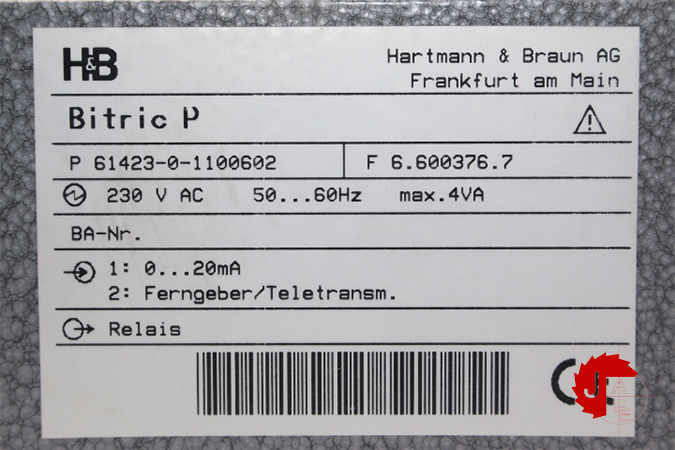 H&B
Hartmann & Braun AG
Frankfurt am Main
Bitric P
P 61423-0-1100602 F 6.600376.7
230 V AC 50...60Hz max.4VA
BA-Nr.
1: 0...20mA
2: Ferngeber/Teletransm.
Relais